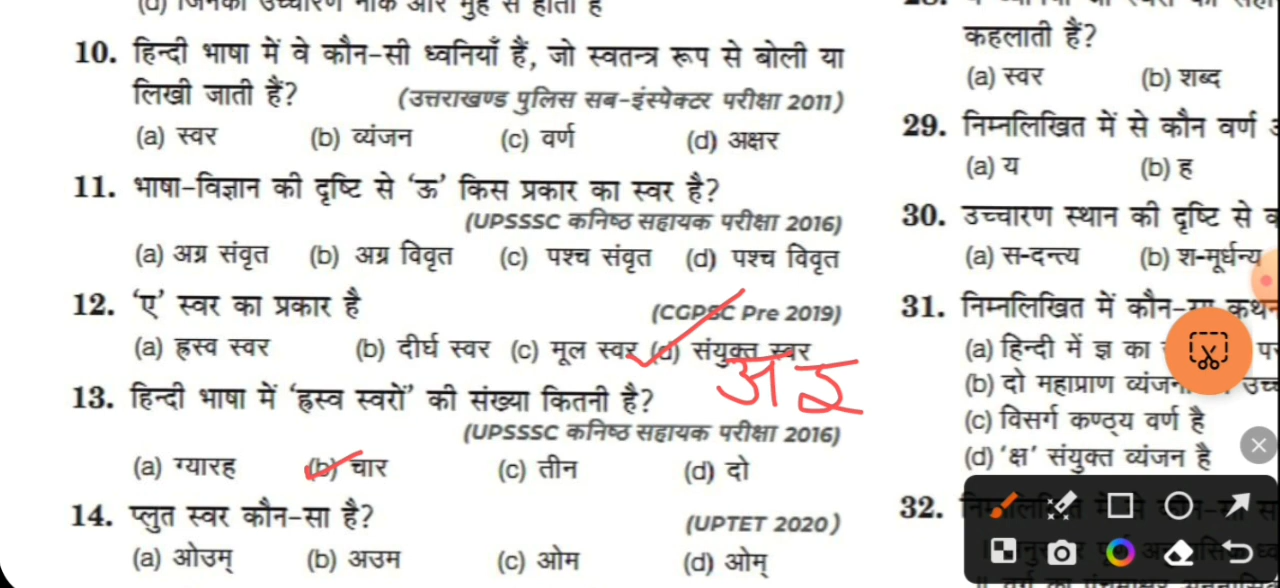 10. हिन्दी भाषा में वे कौन-सी ध्वनियाँ हैं, जो स्वतन्त्र रूप से बोली या
लिखी जाती हैं? (उत्तराखण्ड पुलिस सब-इंस्पेक्टर परीक्षा 2011)
(a) स्वर (b) व्यंजन (c) वर्ण (d) अक्षर
11. भाषा-विज्ञान की दृष्टि से ‘ऊ’ किस प्रकार का स्वर है?
(UPSSSC कनिष्ठ सहायक परीक्षा 2016)
(a) अग्र संवृत (b) अग्र विवृत (c) पश्च संवृत (d) पश्च विवृत
12. ‘ए’ स्वर का प्रकार है (CGPSC Pre 2019)
(a) ह्रस्व स्वर (b) दीर्घ स्वर (c) मूल स्वर (d) संयुक्त स्वर
अ इ
13. हिन्दी भाषा में ‘ह्रस्व स्वरों’ की संख्या कितनी है?
(UPSSSC कनिष्ठ सहायक परीक्षा 2016)
(a) ग्यारह (b) चार (c) तीन (d) दो
14. प्लुत स्वर कौन-सा है? (UPTET 2020)
(a) ओउम् (b) अउम (c) ओम (d) ओम्
कहलाती हैं?
(a) स्वर (b) शब्द
29. निम्नलिखित में से कौन वर्ण
(a) य (b) ह
30. उच्चारण स्थान की दृष्टि से
(a) स-दन्त्य (b) श-मूर्धन्य
31. निम्नलिखित में कौन-सा कथन
(a) हिन्दी में ज्ञ का
(b) दो महाप्राण व्यंजन
(c) विसर्ग कण्ठ्य वर्ण है
(d) ‘क्ष’ संयुक्त व्यंजन है
32.